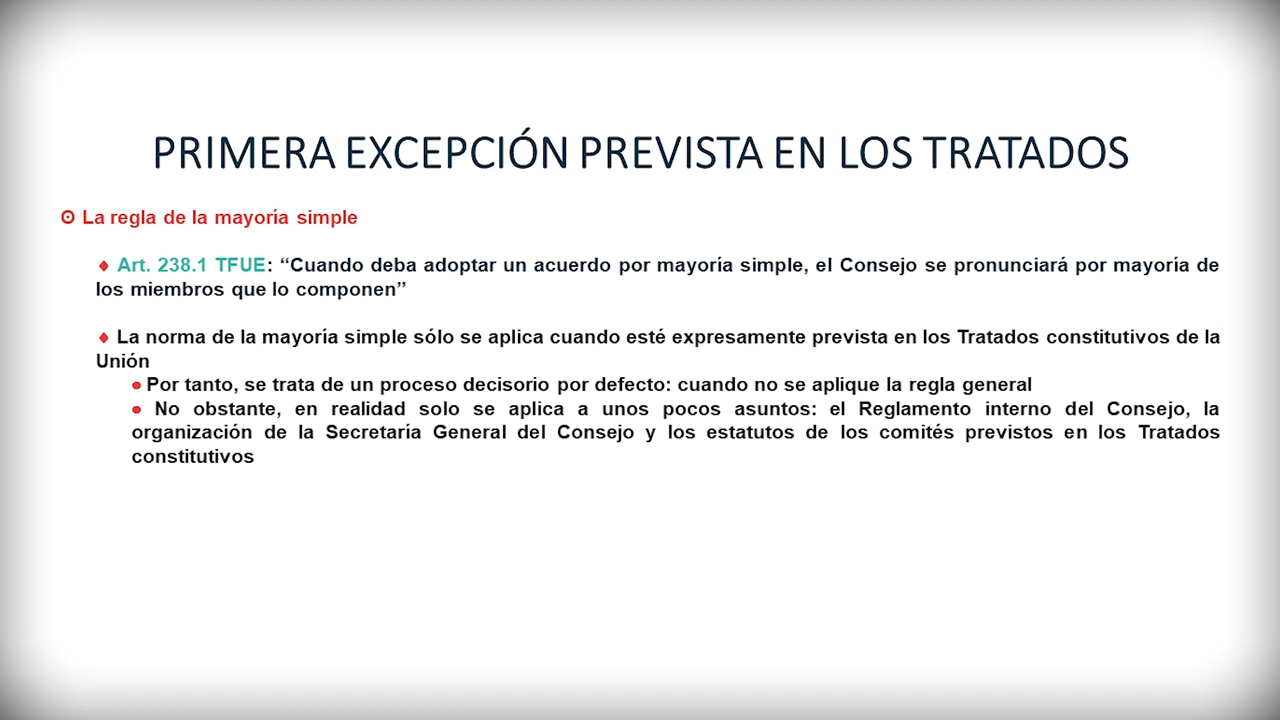 PRIMERA EXCEPCIÓN PREVISTA EN LOS TRATADOS
⊙ La regla de la mayoría simple
♦ Art. 238.1 TFUE: “Cuando deba adoptar un acuerdo por mayoría simple, el Consejo se pronunciará por mayoría de
los miembros que lo componen”
♦ La norma de la mayoría simple sólo se aplica cuando esté expresamente prevista en los Tratados constitutivos de la
Unión
● Por tanto, se trata de un proceso decisorio por defecto: cuando no se aplique la regla general
● No obstante, en realidad solo se aplica a unos pocos asuntos: el Reglamento interno del Consejo, la
organización de la Secretaría General del Consejo y los estatutos de los comités previstos en los Tratados
constitutivos